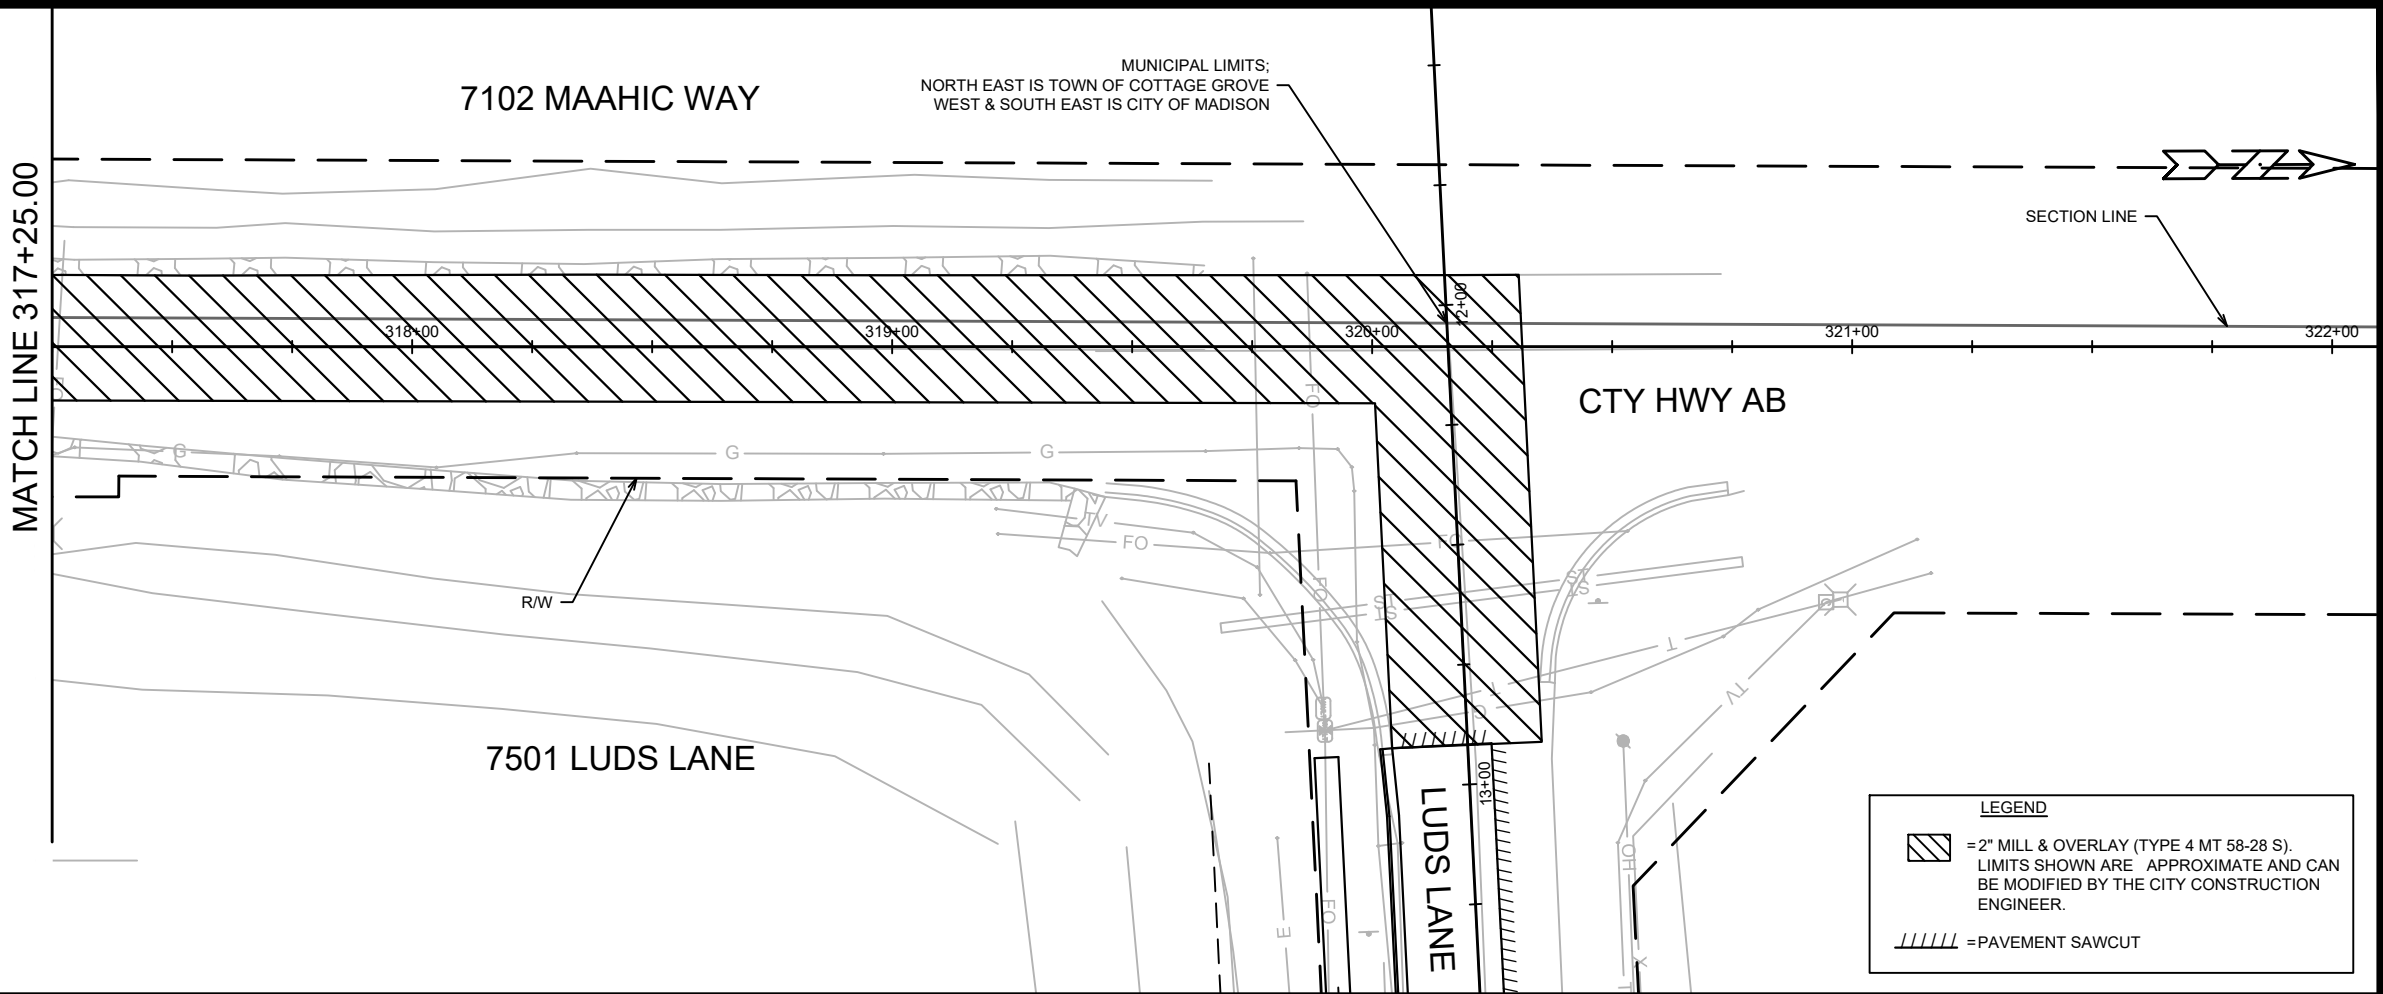 MATCH LINE 317+25.00
7102 MAAHIC WAY
MUNICIPAL LIMITS;
NORTH EAST IS TOWN OF COTTAGE GROVE
WEST & SOUTH EAST IS CITY OF MADISON
SECTION LINE
N
12+00
318+00
319+00
320+00
321+00
322+00
CTY HWY AB
FO
G
G
G
TV
FO
FO
FO
ST
ST
ST
ST
R/W
T
T
G
TV
7501 LUDS LANE
13+00
LUDS LANE
OH
FO
E
X
T
LEGEND
=2" MILL & OVERLAY (TYPE 4 MT 58-28 S).
LIMITS SHOWN ARE APPROXIMATE AND CAN
BE MODIFIED BY THE CITY CONSTRUCTION
ENGINEER.
=PAVEMENT SAWCUT